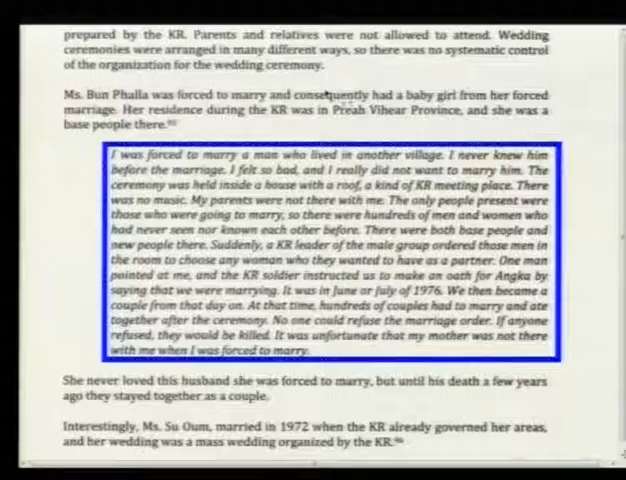 prepared by the KR. Parents and relatives were not allowed to attend. Wedding
ceremonies were arranged in many different ways, so there was no systematic control
of the organization for the wedding ceremony.
Ms. Bun Phalla was forced to marry and consequently had a baby girl from her forced
marriage. Her residence during the KR was in Preah Vihear Province, and she was a
base people there.
I was forced to marry a man who lived in another village. I never knew him
before the marriage. I felt so bad, and I really did not want to marry him. The
ceremony was held inside a house with a roof, a kind of KR meeting place. There
was no music. My parents were not there with me. The only people present were
those who were going to marry, so there were hundreds of men and women who
had never seen nor known each other before. There were both base people and
new people there. Suddenly, a KR leader of the male group ordered those men in
the room to choose any woman who they wanted to have as a partner. One man
pointed at me, and the KR soldier instructed us to make an oath for Angka by
saying that we were marrying. It was in June or July of 1976. We then became a
couple from that day on. At that time, hundreds of couples had to marry and ate
together after the ceremony. No one could refuse the marriage order. If anyone
refused, they would be killed. It was unfortunate that my mother was not there
with me when I was forced to marry.
She never loved this husband she was forced to marry, but until his death a few years
ago they stayed together as a couple.
Interestingly, Ms. Su Oum, married in 1972 when the KR already governed her areas,
and her wedding was a mass wedding organized by the KR.